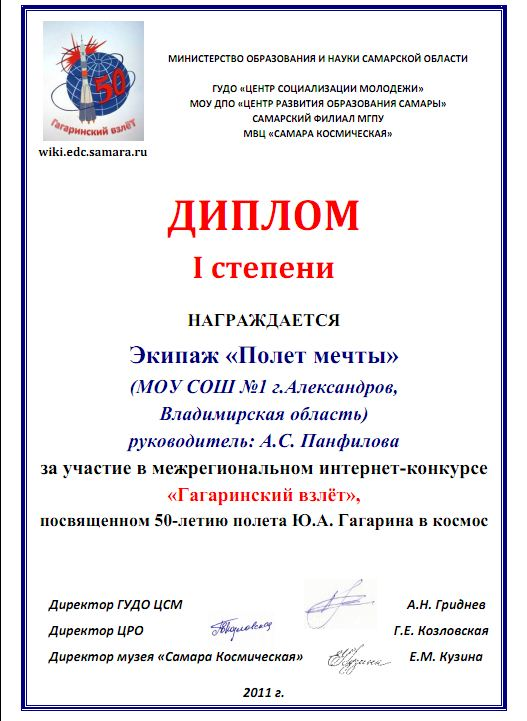 50
Гагаринский взлёт
wiki.edc.samara.ru
МИНИСТЕРСТВО ОБРАЗОВАНИЯ И НАУКИ САМАРСКОЙ ОБЛАСТИ
ГУДО «ЦЕНТР СОЦИАЛИЗАЦИИ МОЛОДЕЖИ»
МОУ ДПО «ЦЕНТР РАЗВИТИЯ ОБРАЗОВАНИЯ САМАРЫ»
САМАРСКИЙ ФИЛИАЛ МГПУ
МВЦ «САМАРА КОСМИЧЕСКАЯ»
ДИПЛОМ
I степени
НАГРАЖДАЕТСЯ
Экипаж «Полет мечты»
(МОУ СОШ №1 г.Александров,
Владимирская область)
руководитель: А.С. Панфилова
за участие в межрегиональном интернет-конкурсе
«Гагаринский взлёт»,
посвященном 50-летию полета Ю.А. Гагарина в космос
Директор ГУДО ЦСМ А.Н. Гриднев
Директор ЦРО Г.Е. Козловская
Директор музея «Самара Космическая» Е.М. Кузина
2011 г.